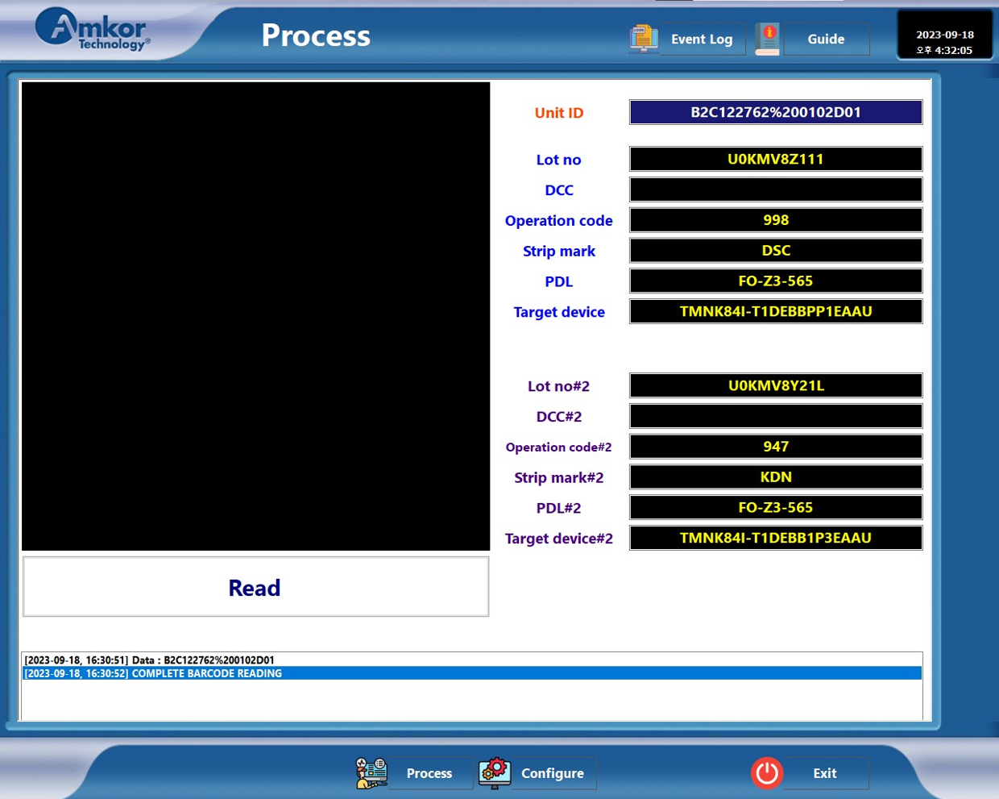 Amkor
Technology®
Process
Event Log
Guide
2023-09-18
오후 4:32:05
Unit ID
B2C122762%200102D01
Lot no
U0KMV8Z111
DCC
Operation code
998
Strip mark
DSC
PDL
FO-Z3-565
Target device
TMNK84I-T1DEBBPP1EAAU
Lot no#2
U0KMV8Y21L
DCC#2
Operation code#2
947
Strip mark#2
KDN
PDL#2
FO-Z3-565
Target device#2
TMNK84I-T1DEBB1P3EAAU
Read
[2023-09-18, 16:30:51] Data : B2C122762%200102D01
[2023-09-18, 16:30:52] COMPLETE BARCODE READING
Process
Configure
Exit